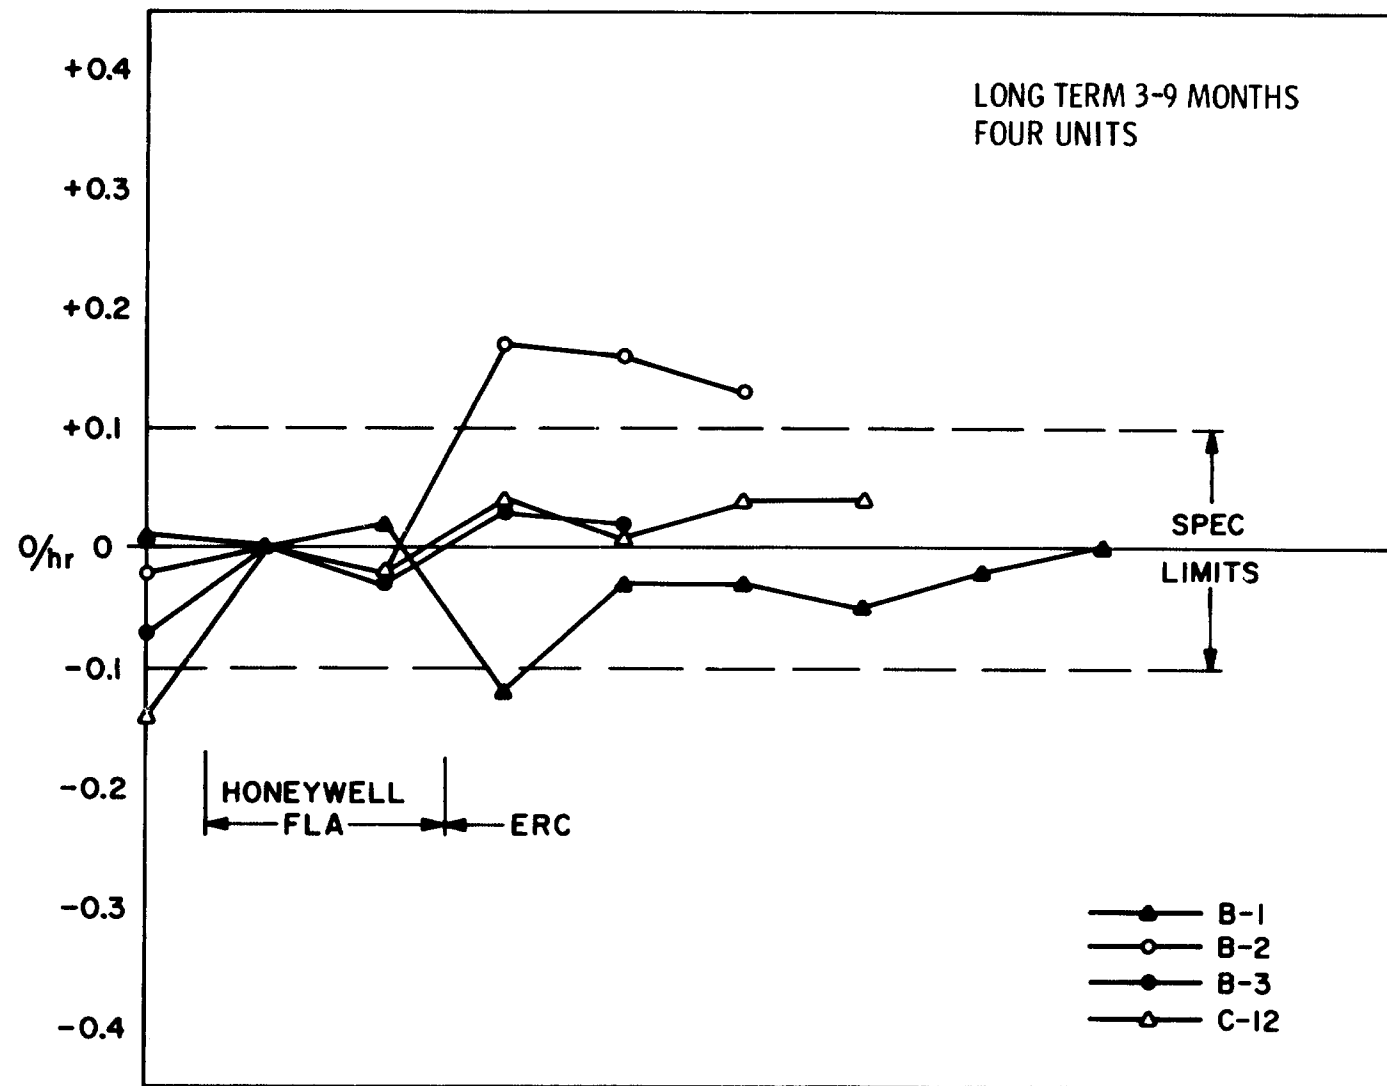 +0.4
LONG TERM 3-9 MONTHS
FOUR UNITS
+0.3
+0.2
+0.1
0/hr 0
SPEC
LIMITS
-0.1
-0.2
HONEYWELL
FLA
ERC
-0.3
B-1
B-2
B-3
C-12
-0.4